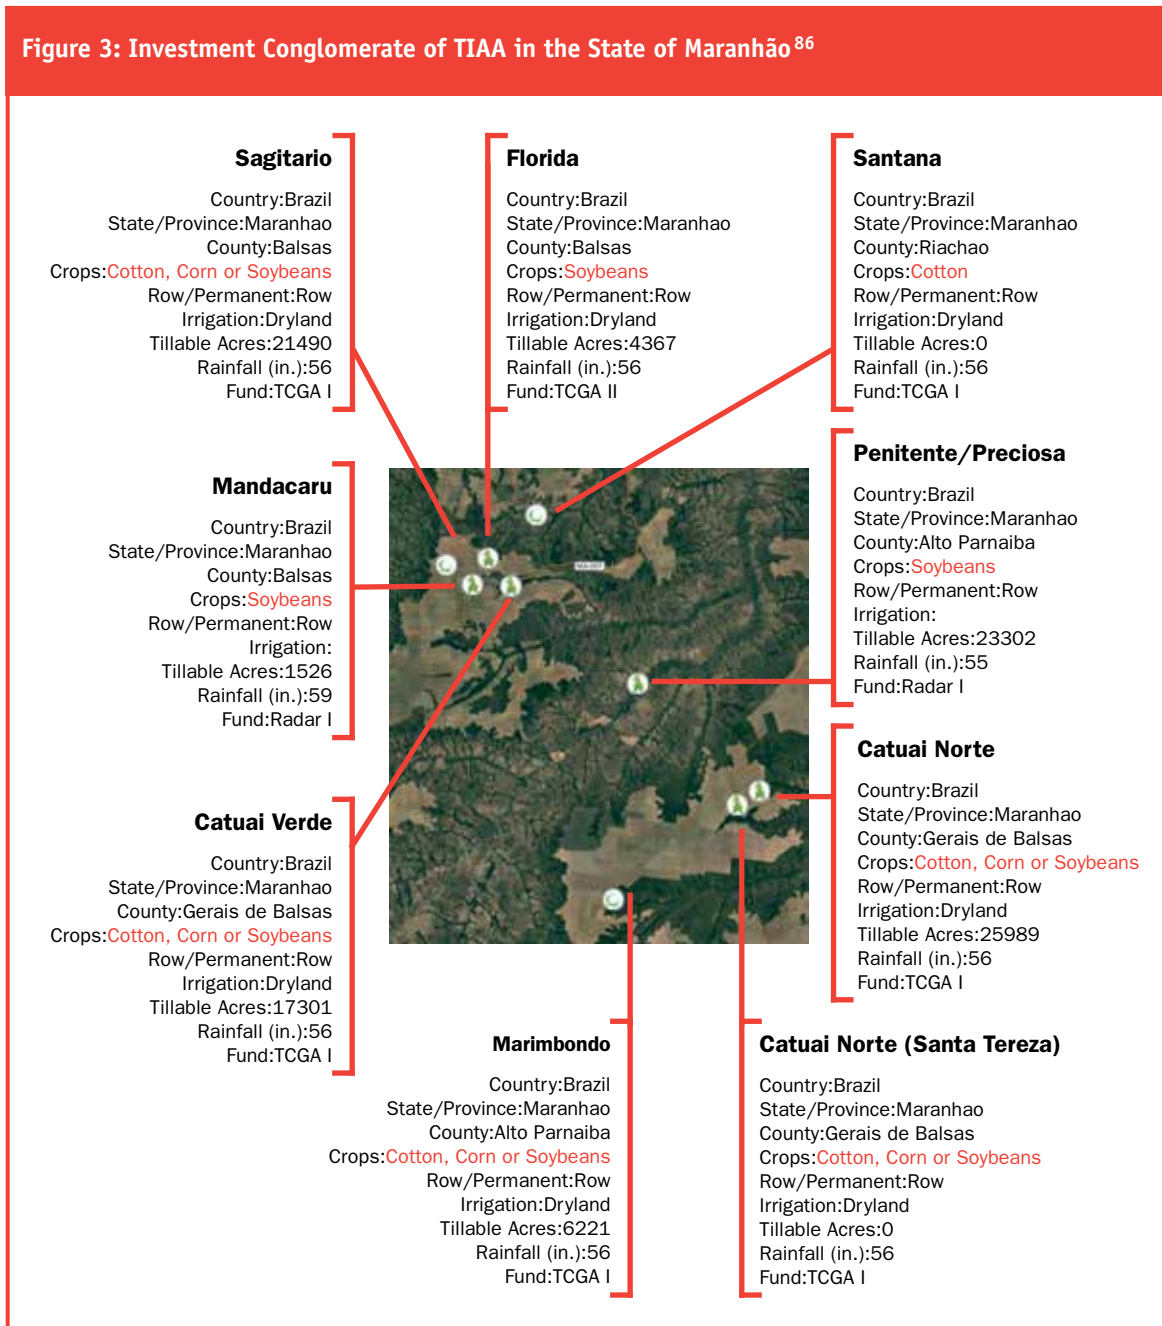 Figure 3: Investment Conglomerate of TIAA in the State of Maranhão 86
Sagitario
Country:Brazil
State/Province:Maranhao
County:Balsas
Crops:Cotton, Corn or Soybeans
Row/Permanent:Row
Irrigation:Dryland
Tillable Acres:21490
Rainfall (in.):56
Fund:TCGA I
Florida
Country:Brazil
State/Province:Maranhao
County:Balsas
Crops:Soybeans
Row/Permanent:Row
Irrigation:Dryland
Tillable Acres:4367
Rainfall (in.):56
Fund:TCGA II
Santana
Country:Brazil
State/Province:Maranhao
County:Riachao
Crops:Cotton
Row/Permanent:Row
Irrigation:Dryland
Tillable Acres:0
Rainfall (in.):56
Fund:TCGA I
Mandacaru
Country:Brazil
State/Province:Maranhao
County:Balsas
Crops:Soybeans
Row/Permanent:Row
Irrigation:
Tillable Acres:1526
Rainfall (in.):59
Fund:Radar I
Penitente/Preciosa
Country:Brazil
State/Province:Maranhao
County:Alto Parnaiba
Crops:Soybeans
Row/Permanent:Row
Irrigation:
Tillable Acres:23302
Rainfall (in.):55
Fund:Radar I
Catuai Verde
Country:Brazil
State/Province:Maranhao
County:Gerais de Balsas
Crops:Cotton, Corn or Soybeans
Row/Permanent:Row
Irrigation:Dryland
Tillable Acres:17301
Rainfall (in.):56
Fund:TCGA I
Catuai Norte
Country:Brazil
State/Province:Maranhao
County:Gerais de Balsas
Crops:Cotton, Corn or Soybeans
Row/Permanent:Row
Irrigation:Dryland
Tillable Acres:25989
Rainfall (in.):56
Fund:TCGA I
Marimbondo
Country:Brazil
State/Province:Maranhao
County:Alto Parnaiba
Crops:Cotton, Corn or Soybeans
Row/Permanent:Row
Irrigation:Dryland
Tillable Acres:6221
Rainfall (in.):56
Fund:TCGA I
Catuai Norte (Santa Tereza)
Country:Brazil
State/Province:Maranhao
County:Gerais de Balsas
Crops:Cotton, Corn or Soybeans
Row/Permanent:Row
Irrigation:Dryland
Tillable Acres:0
Rainfall (in.):56
Fund:TCGA I